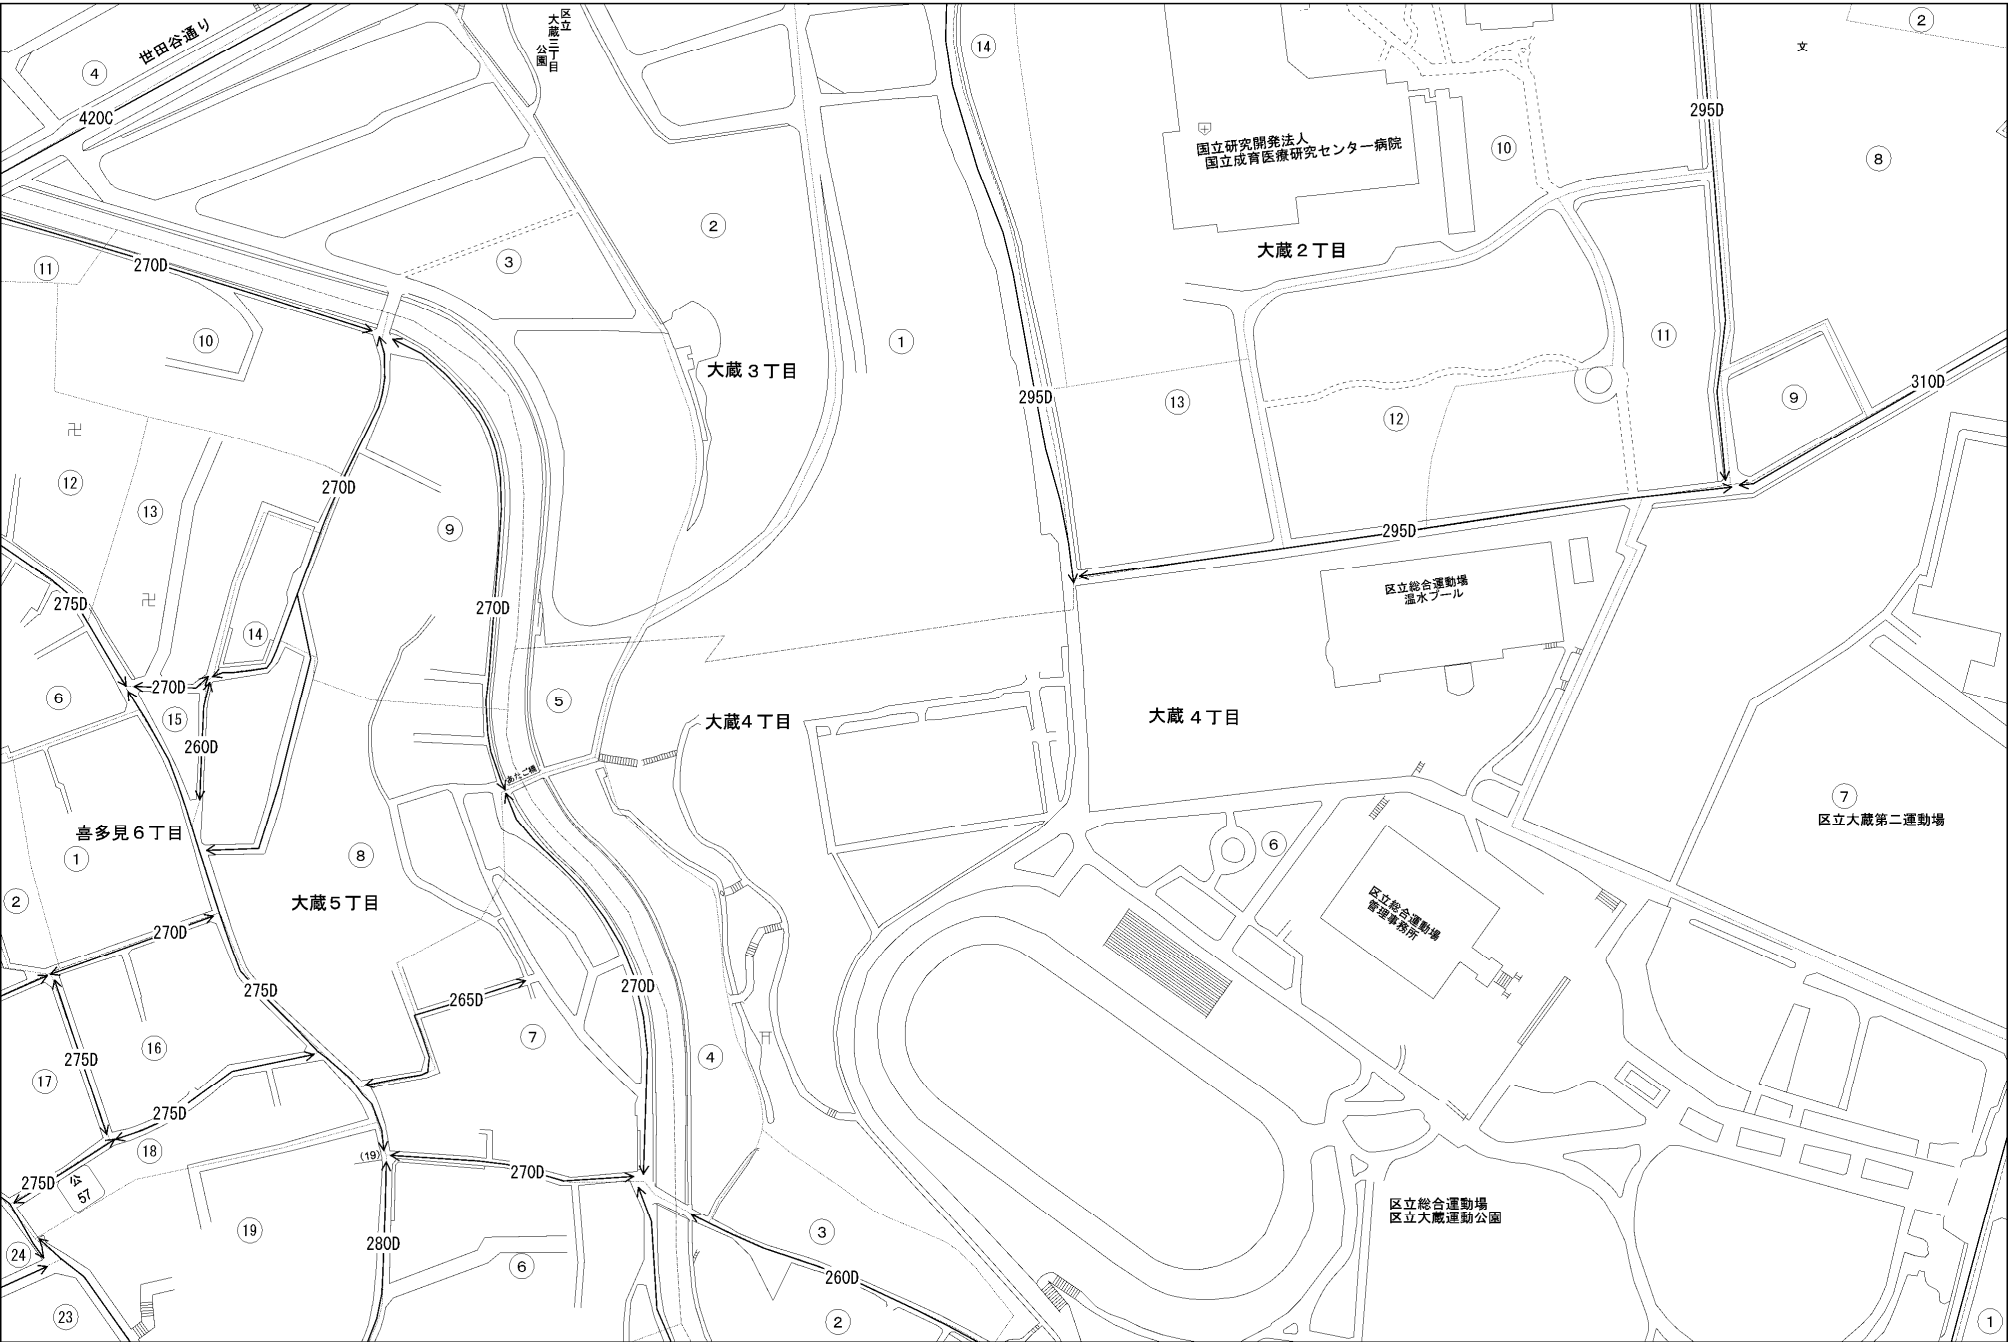 世田谷通り
④
420C
区立
大蔵三丁目
公園
⑭
②
文
295D
国立研究開発法人
国立成育医療研究センター病院
⑩
⑧
②
大蔵２丁目
⑪
270D
③
⑩
①
⑪
大蔵３丁目
295D
⑬
⑫
⑨
310D
卍
⑫
⑬
270D
⑨
295D
卍
275D
⑭
270D
区立総合運動場
温水プール
⑥
270D
⑮
⑤
大蔵４丁目
大蔵４丁目
260D
あたご橋
喜多見６丁目
①
⑧
大蔵５丁目
②
⑥
⑦
区立大蔵第二運動場
区立総合運動場
管理事務所
270D
275D
265D
270D
⑦
④
275D
⑯
⑰
275D
⑱
(19)
270D
275D
公
57
⑲
280D
⑥
③
260D
②
㉔
㉓
区立総合運動場
区立大蔵運動公園
①